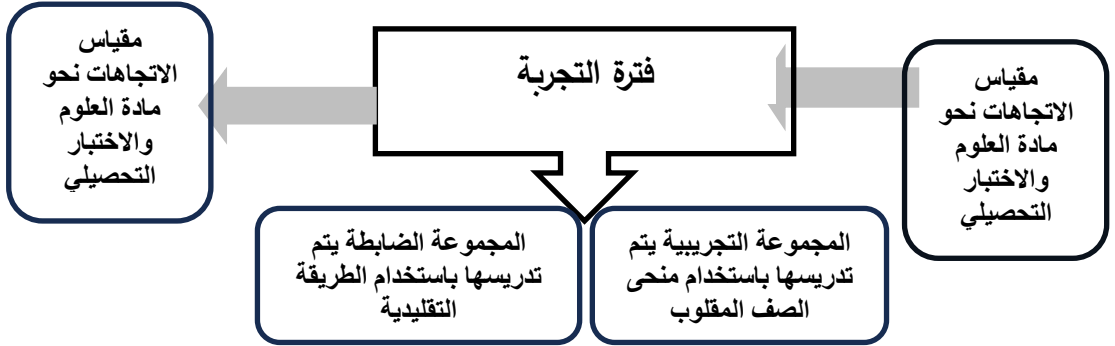 مقياس
الاتجاهات نحو
مادة العلوم
والاختبار
التحصيلي
فترة التجربة
مقياس
الاتجاهات نحو
مادة العلوم
والاختبار
التحصيلي
المجموعة التجريبية يتم
تدريسها باستخدام منحى
الصف المقلوب
المجموعة الضابطة يتم
تدريسها باستخدام الطريقة
التقليدية